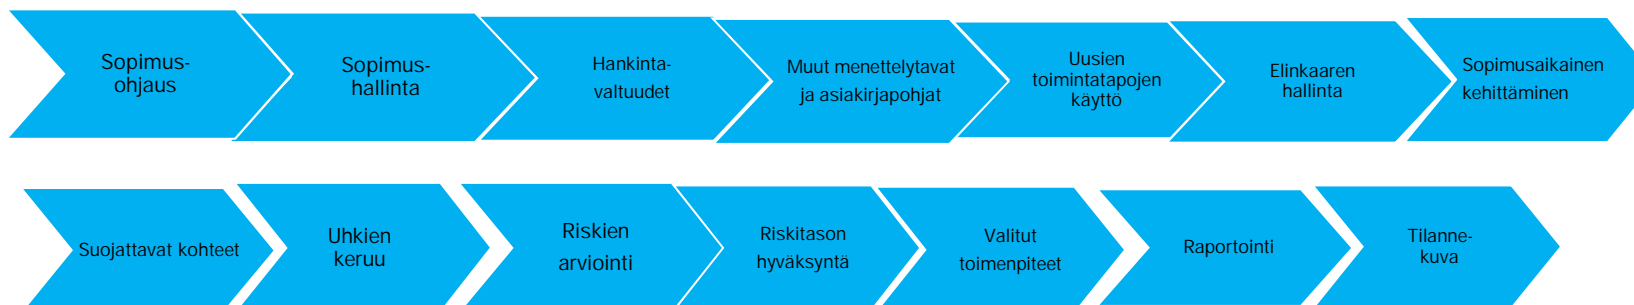 Sopimus-
ohjaus
Sopimus-
hallinta
Hankinta-
valtuudet
Muut menettelytavat
ja asiakirjapohjat
Uusien
toimintatapojen
käyttö
Elinkaaren
hallinta
Sopimusaikainen
kehittäminen
Suojattavat kohteet
Uhkien
keruu
Riskien
arviointi
Riskitason
hyväksyntä
Valitut
toimenpiteet
Raportointi
Tilanne-
kuva